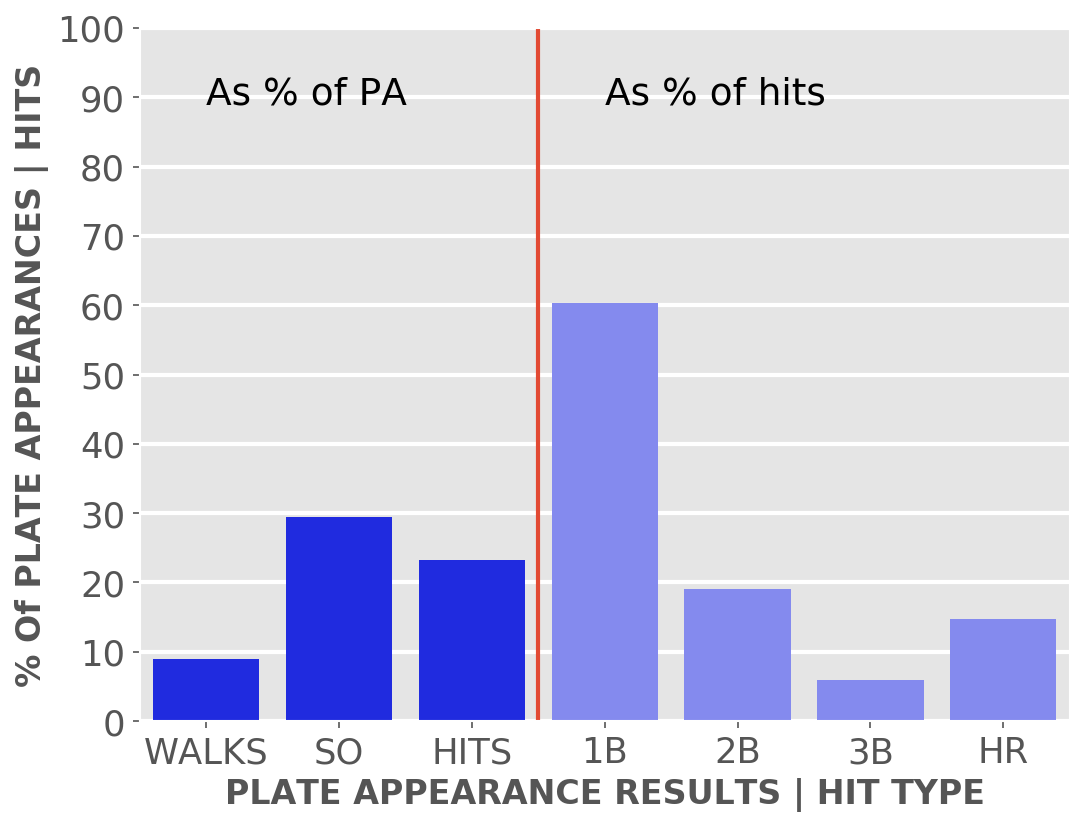 % Of PLATE APPEARANCES | HITS
100
90
80
70
60
50
40
30
20
10
0
As % of PA
As % of hits
WALKS SO HITS 1B 2B 3B HR
PLATE APPEARANCE RESULTS | HIT TYPE